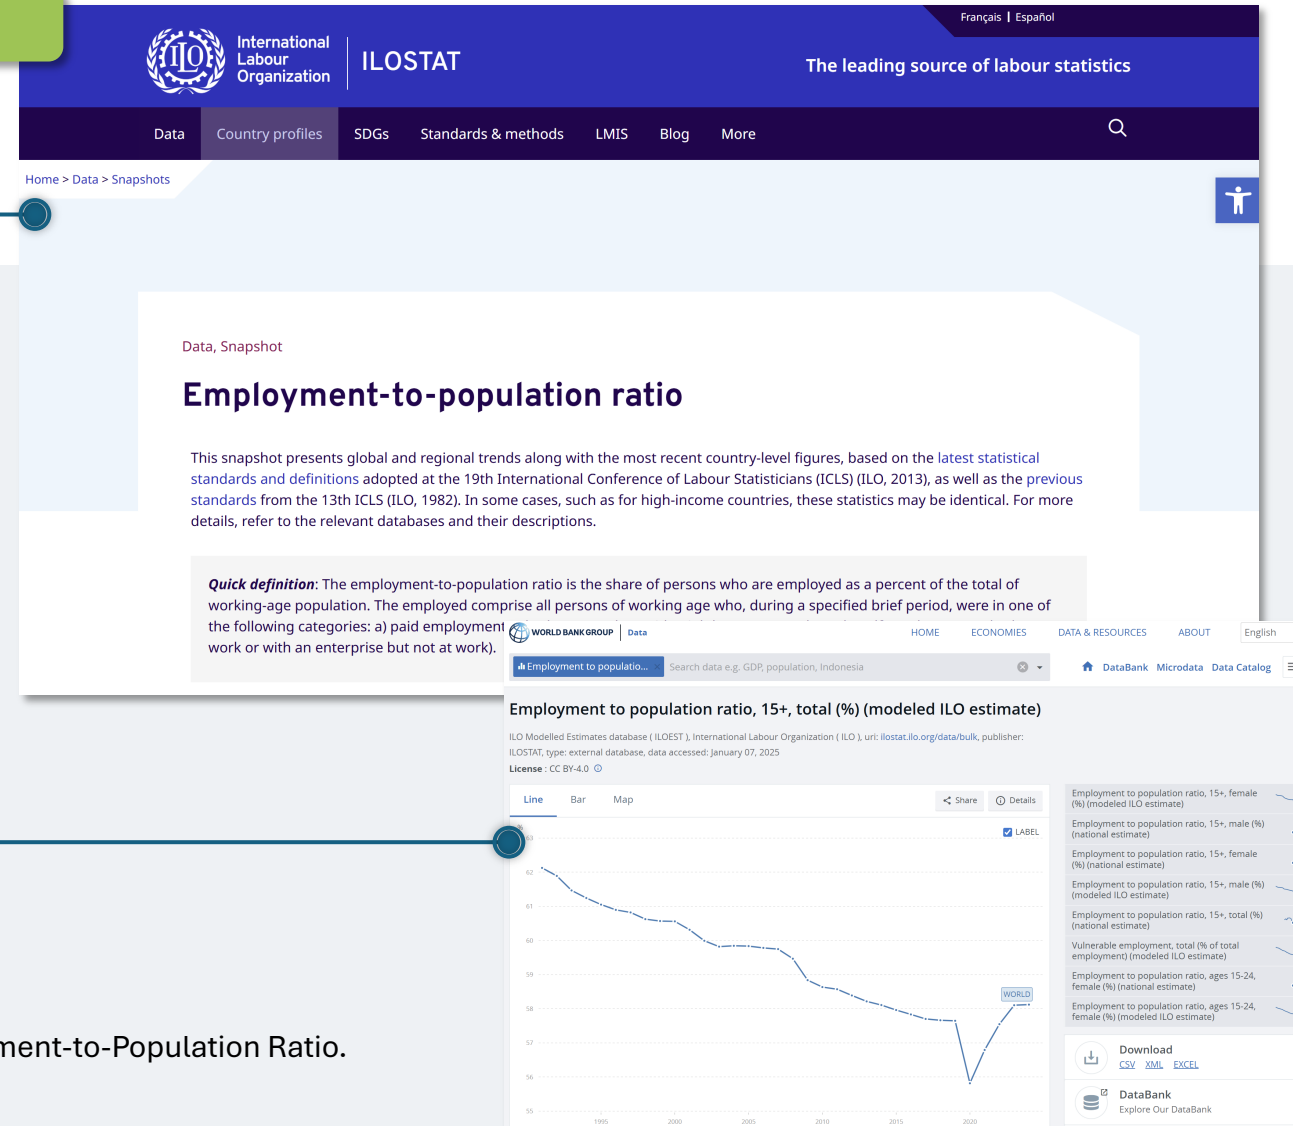 Français | Español
International
Labour
Organization
ILOSTAT
The leading source of labour statistics
Data Country profiles SDGs Standards & methods LMIS Blog More
Home > Data > Snapshots
Data, Snapshot
Employment-to-population ratio
This snapshot presents global and regional trends along with the most recent country-level figures, based on the latest statistical
standards and definitions adopted at the 19th International Conference of Labour Statisticians (ICLS) (ILO, 2013), as well as the previous
standards from the 13th ICLS (ILO, 1982). In some cases, such as for high-income countries, these statistics may be identical. For more
details, refer to the relevant databases and their descriptions.
Quick definition: The employment-to-population ratio is the share of persons who are employed as a percent of the total of
working-age population. The employed comprise all persons of working age who, during a specified brief period, were in one of
the following categories: a) paid employment
work or with an enterprise but not at work).
WORLD BANK GROUP | Data
HOME ECONOMIES DATA & RESOURCES ABOUT English
Employment to populatio... × Search data e.g. GDP, population, Indonesia
DataBank Microdata Data Catalog
Employment to population ratio, 15+, total (%) (modeled ILO estimate)
ILO Modelled Estimates database ( ILOEST ), International Labour Organization ( ILO ), uri: ilostat.ilo.org/data/bulk, publisher:
ILOSTAT, type: external database, data accessed: January 07, 2025
License : CC BY-4.0
Line Bar Map
Share Details
%
LABEL
63
62
61
60
59
58
57
56
55
WORLD
1995 2000 2005 2010 2015 2020
Employment to population ratio, 15+, female
(%) (modeled ILO estimate)
Employment to population ratio, 15+, male (%)
(national estimate)
Employment to population ratio, 15+, female
(%) (national estimate)
Employment to population ratio, 15+, male (%)
(modeled ILO estimate)
Employment to population ratio, 15+, total (%)
(national estimate)
Vulnerable employment, total (% of total
employment) (modeled ILO estimate)
Employment to population ratio, ages 15-24,
female (%) (national estimate)
Employment to population ratio, ages 15-24,
female (%) (modeled ILO estimate)
Download
CSV XML EXCEL
DataBank
Explore Our DataBank
ment-to-Population Ratio.